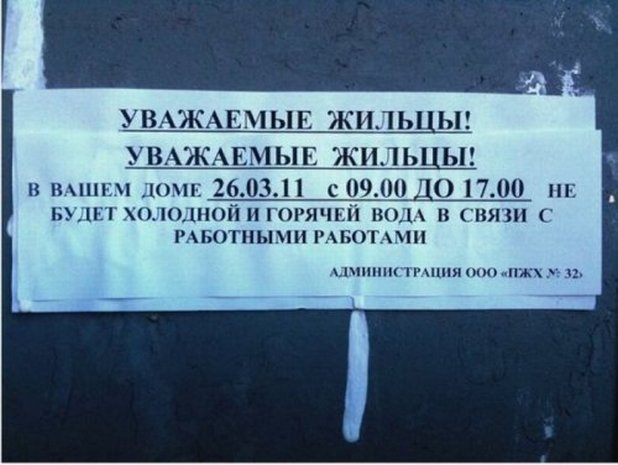 УВАЖАЕМЫЕ ЖИЛЬЦЫ!
УВАЖАЕМЫЕ ЖИЛЬЦЫ!
В ВАШЕМ ДОМЕ 26.03.11 с 09.00 ДО 17.00 НЕ
БУДЕТ ХОЛОДНОЙ И ГОРЯЧЕЙ ВОДА В СВЯЗИ С
РАБОТНЫМИ РАБОТАМИ
АДМИНИСТРАЦИЯ ООО «ПЖХ № 32»